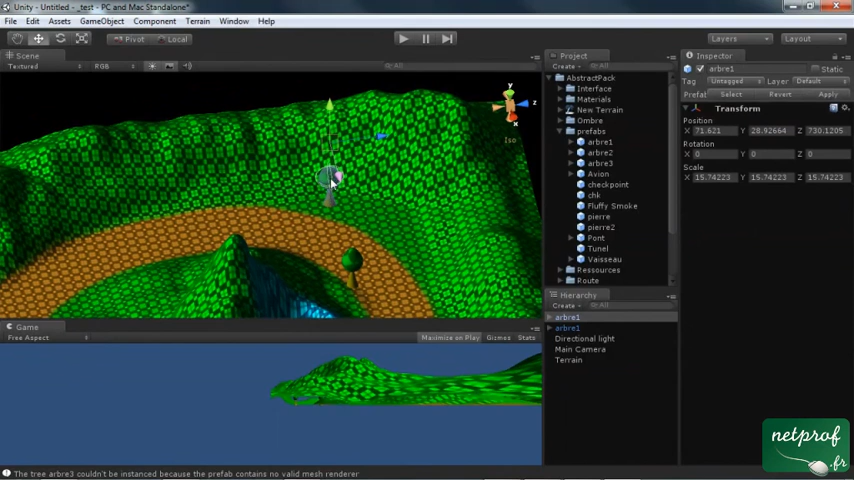 Unity - Untitled - _test - PC and Mac Standalone*
File Edit Assets GameObject Component Terrain Window Help
Pivot Local Layers Layout
Scene
Textured RGB All
y
z
x
Iso
Game
Free Aspect Maximize on Play Gizmos Stats
Project
Create All
AbstractPack
Interface
Materials
New Terrain
Ombre
prefabs
arbre1
arbre2
arbre3
Avion
checkpoint
chk
Fluffy Smoke
pierre
pierre2
Pont
Tunel
Vaisseau
Ressources
Route
Hierarchy
Create All
arbre1
arbre1
Directional light
Main Camera
Terrain
Inspector
arbre1 Static
Tag Untagged Layer Default
Prefab Select Revert Apply
Transform
Position
X 71.621 Y 28.92664 Z 730.1205
Rotation
X 0 Y 0 Z 0
Scale
X 15.74223 Y 15.74223 Z 15.74223
The tree arbre3 couldn't be instanced because the prefab contains no valid mesh renderer
netprof
.fr